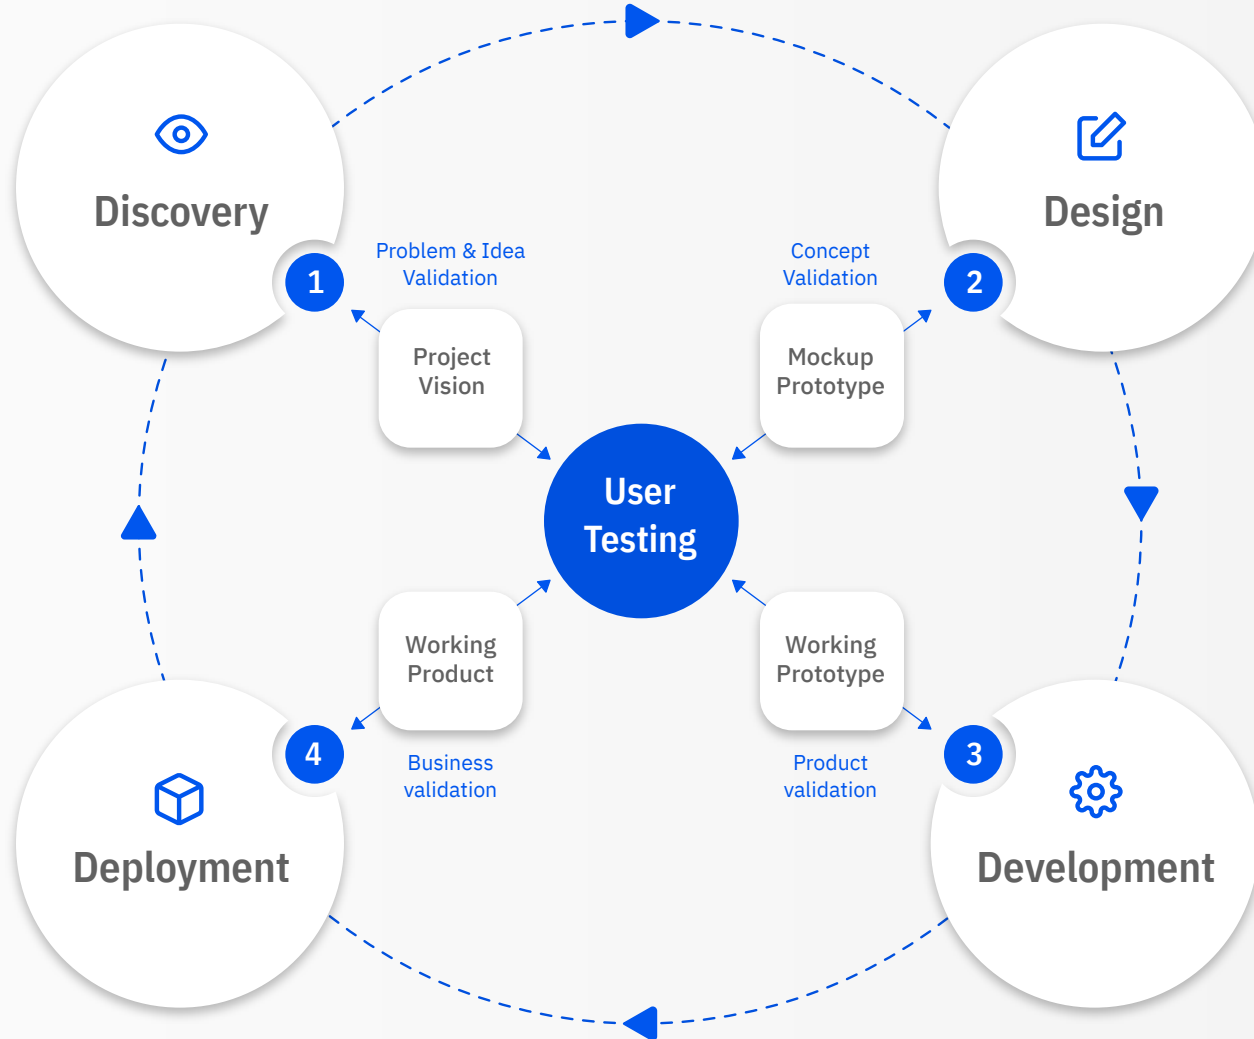 Discovery
1
Problem & Idea
Validation
Project
Vision
Design
2
Concept
Validation
Mockup
Prototype
User
Testing
Working
Product
4
Business
validation
Deployment
Working
Prototype
3
Product
validation
Development